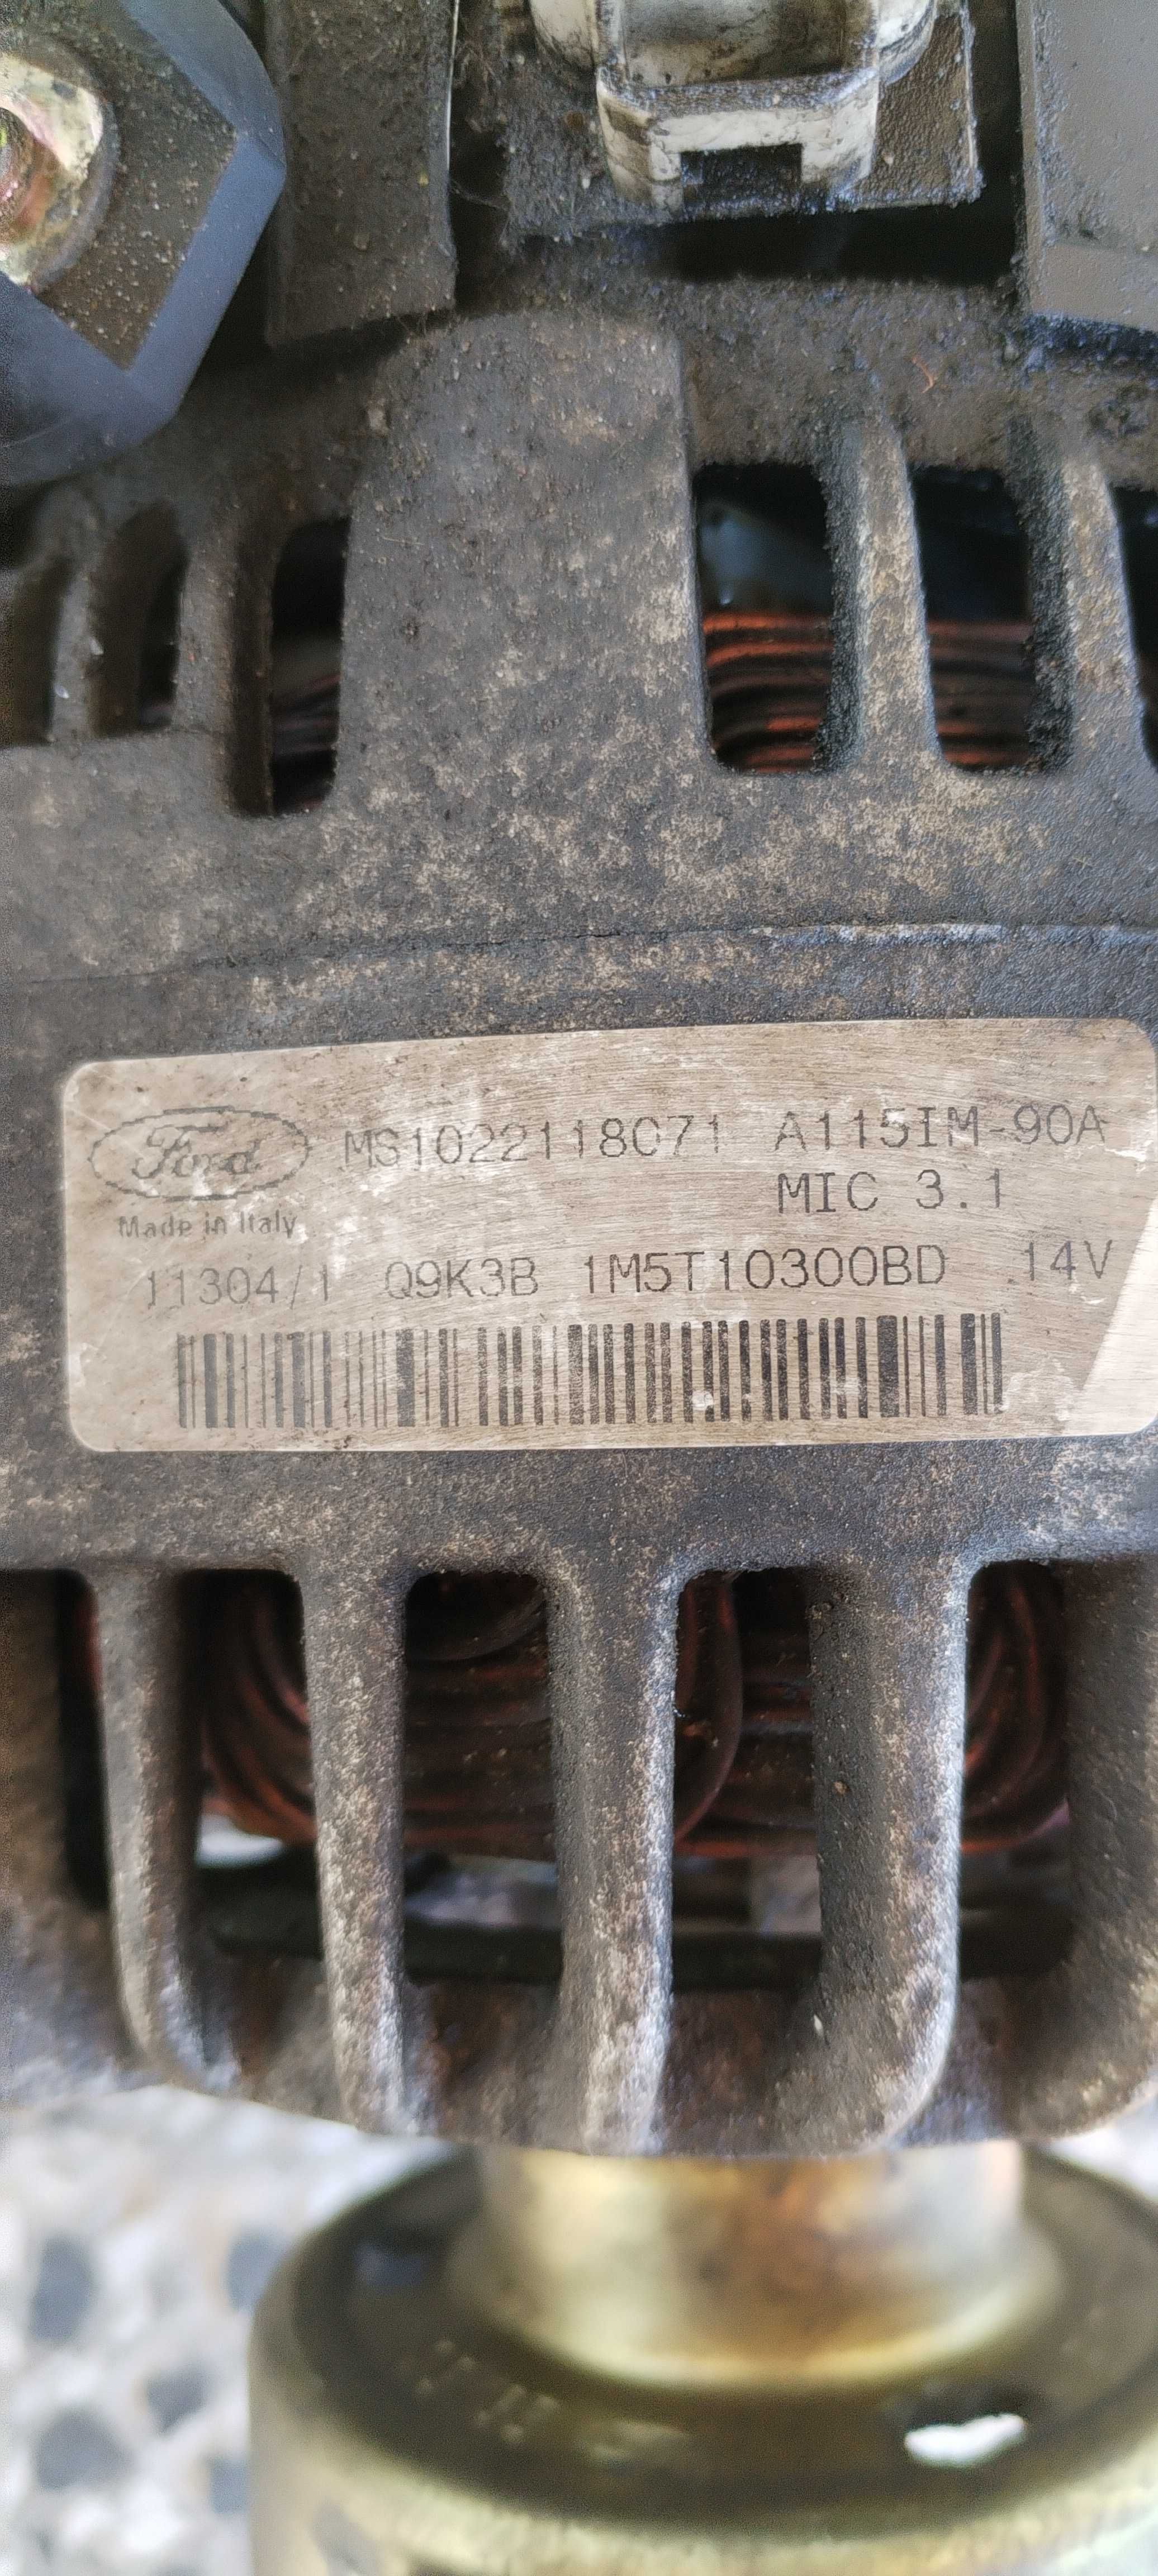 Ford MS1022118071 A115IM-90A
Made in Italy MIC 3.1
11304/1 Q9K3B 1M5T10300BD 14V